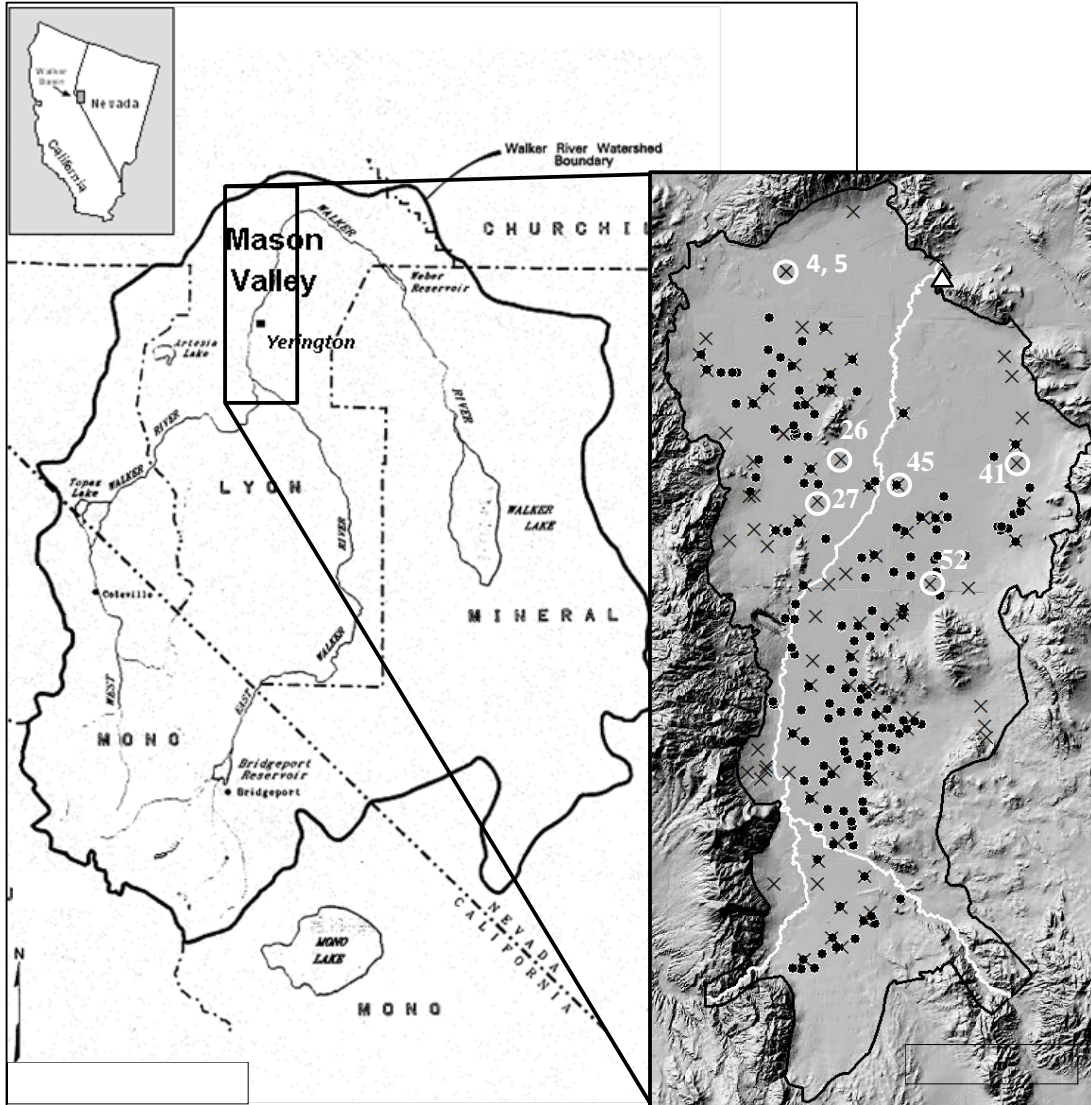 Walker
Basin
Nevada
California
Walker River Watershed
Boundary
CHURCHIL
WALKER
Mason
Valley
Weber
Reservoir
Yerington
Artesia
Lake
RIVER
WALKER
RIVER
Topaz
Lake
LYON
RIVER
WALKER
LAKE
Coleville
MINERAL
WALKER
EAST
WEST
MONO
Bridgeport
Reservoir
Bridgeport
NEVADA
CALIFORNIA
MONO
LAKE
MONO
N
4, 5
26
45
41
27
52